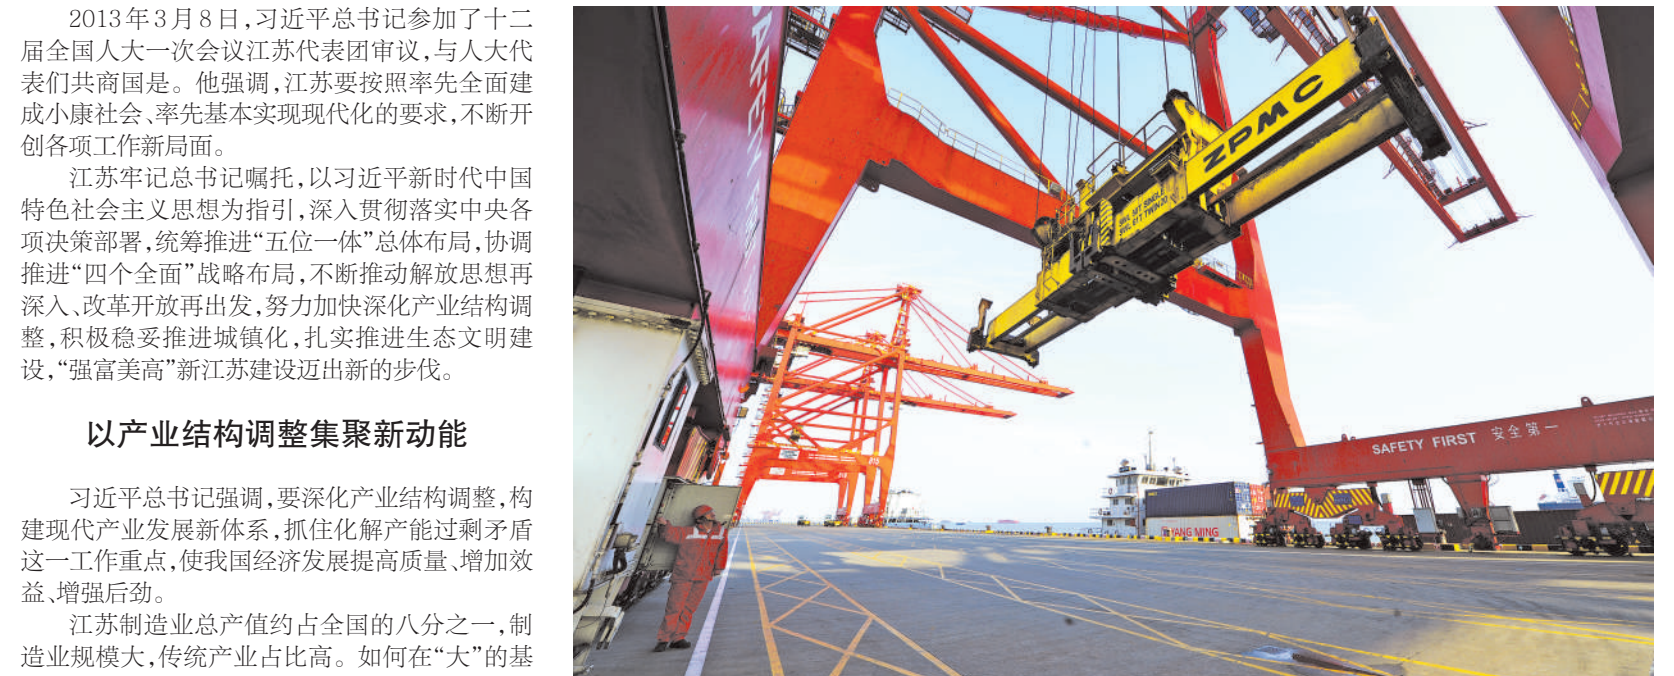 2013年3月8日,习近平总书记参加了十二
届全国人大一次会议江苏代表团审议,与人大代
表们共商国是。他强调,江苏要按照率先全面建
成小康社会、率先基本实现现代化的要求,不断开
创各项工作新局面。
江苏牢记总书记嘱托,以习近平新时代中国
特色社会主义思想为指引,深入贯彻落实中央各
项决策部署,统筹推进“五位一体”总体布局,协调
推进“四个全面”战略布局,不断推动解放思想再
深入、改革开放再出发,努力加快深化产业结构调
整,积极稳妥推进城镇化,扎实推进生态文明建
设,“强富美高”新江苏建设迈出新的步伐。
以产业结构调整集聚新动能
习近平总书记强调,要深化产业结构调整,构
建现代产业发展新体系,抓住化解产能过剩矛盾
这一工作重点,使我国经济发展提高质量、增加效
益、增强后劲。
江苏制造业总产值约占全国的八分之一,制
造业规模大,传统产业占比高。如何在“大”的基
ZPMC
SAFETY FIRST 安全第一
YANG MING